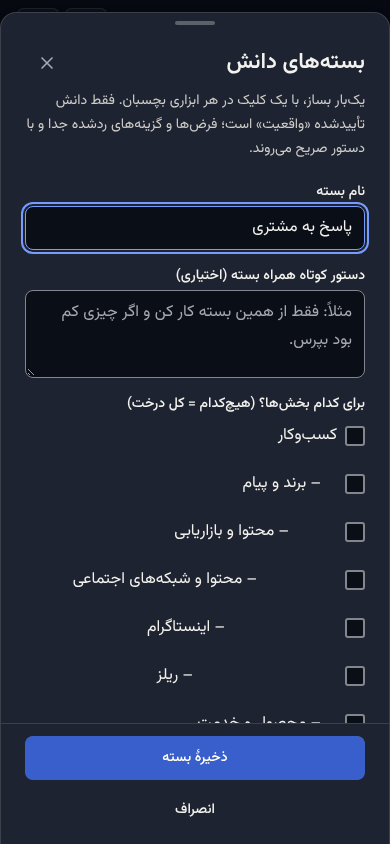 بسته‌های دانش
یک‌بار بساز، با یک کلیک در هر ابزاری بچسبان. فقط دانش
تأییدشده «واقعیت» است؛ فرض‌ها و گزینه‌های ردشده جدا و با
دستور صریح می‌روند.
نام بسته
پاسخ به مشتری
دستور کوتاه همراه بسته (اختیاری)
مثلاً: فقط از همین بسته کار کن و اگر چیزی کم
بود بپرس.
برای کدام بخش‌ها؟ (هیچ‌کدام = کل درخت)
کسب‌وکار
– برند و پیام
– محتوا و بازاریابی
– محتوا و شبکه‌های اجتماعی
– اینستاگرام
– ریلز
– محصول و خدمت
ذخیرهٔ بسته
انصراف